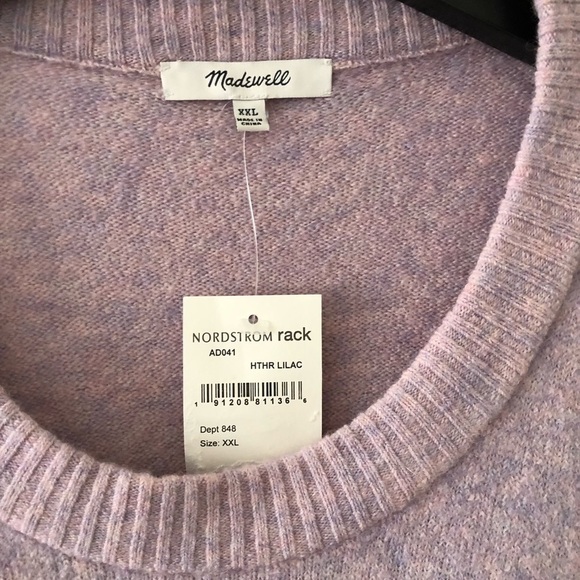 Madewell
XXL
MADE IN
CHINA
NORDSTROM rack
AD041
HTHR LILAC
1 91208 81136 6
Dept 848
Size: XXL